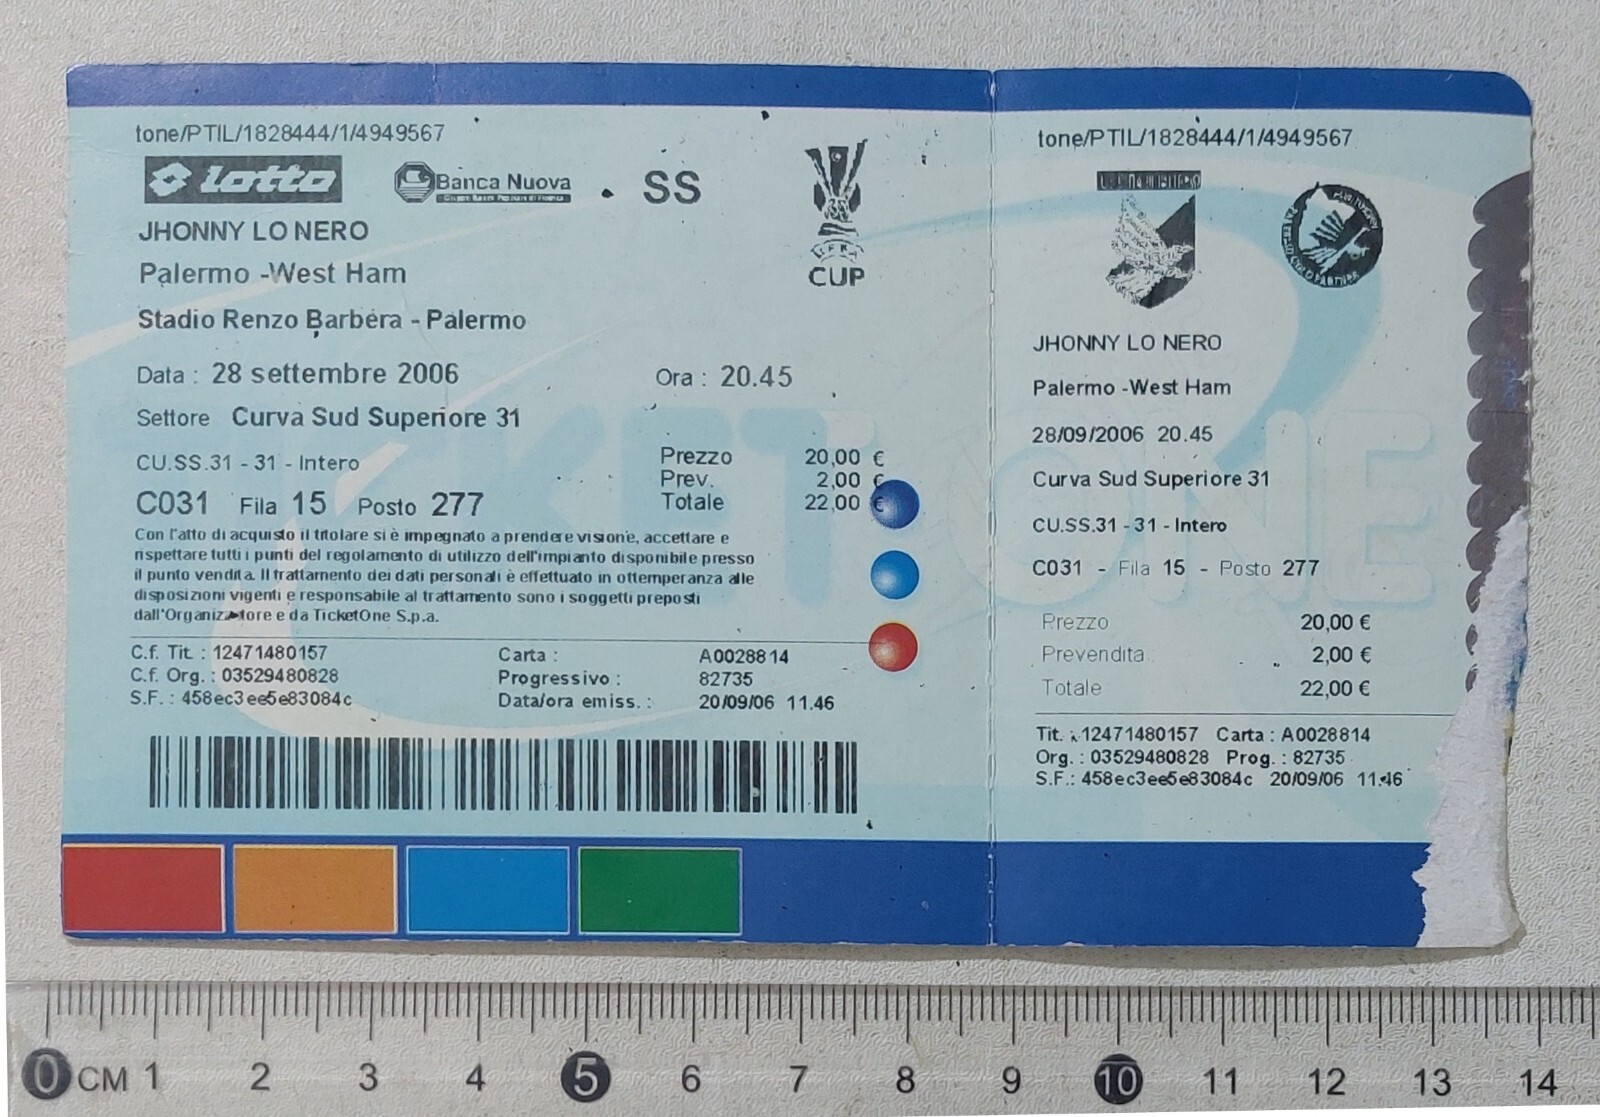 tone/PTIL/1828444/1/4949567
lotto
Banca Nuova
SS
UEFA
CUP
JHONNY LO NERO
Palermo -West Ham
Stadio Renzo Barbera - Palermo
Data : 28 settembre 2006 Ora : 20.45
Settore Curva Sud Superiore 31
CU.SS.31 - 31 - Intero
C031 Fila 15 Posto 277
Prezzo 20,00 €
Prev. 2,00 €
Totale 22,00 €
Con l'atto di acquisto il titolare si è impegnato a prendere visione, accettare e
rispettare tutti i punti del regolamento di utilizzo dell'impianto disponibile presso
il punto vendita. Il trattamento dei dati personali è effettuato in ottemperanza alle
disposizioni vigenti e responsabile al trattamento sono i soggetti preposti
dall'Organizzatore e da TicketOne S.p.a.
C.f. Tit. : 12471480157
C.f. Org. : 03529480828
S.F. : 458ec3ee5e83084c
Carta : A0028814
Progressivo : 82735
Data/ora emiss. : 20/09/06 11.46
TICKETONE
tone/PTIL/1828444/1/4949567
JHONNY LO NERO
Palermo -West Ham
28/09/2006 20.45
Curva Sud Superiore 31
CU.SS.31 - 31 - Intero
C031 - Fila 15 - Posto 277
Prezzo 20,00 €
Prevendita 2,00 €
Totale 22,00 €
Tit. : 12471480157 Carta : A0028814
Org. : 03529480828 Prog. : 82735
S.F.: 458ec3ee5e83084c 20/09/06 11.46
0 CM 1 2 3 4 5 6 7 8 9 10 11 12 13 14